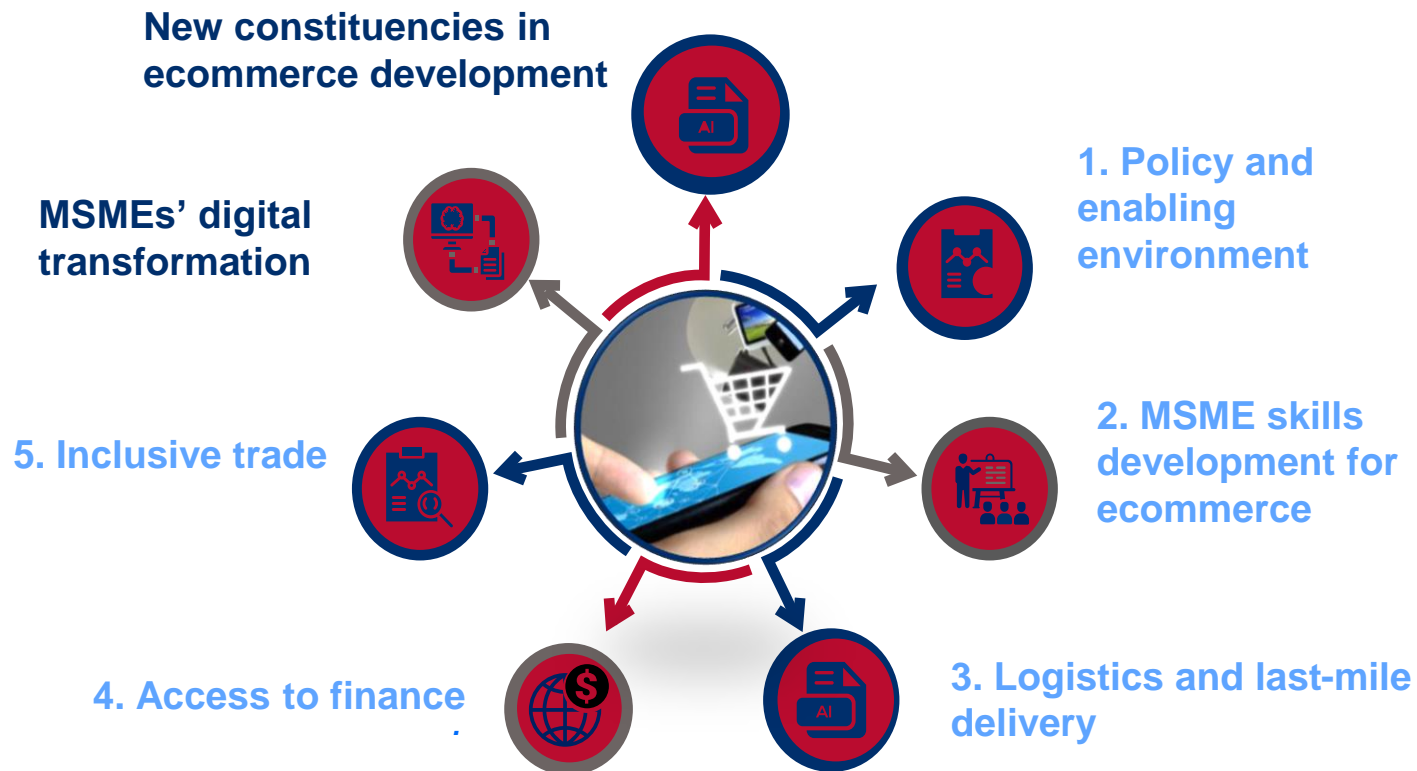 New constituencies in
ecommerce development
AI
1. Policy and
enabling
environment
MSMEs’ digital
transformation
2. MSME skills
development for
ecommerce
5. Inclusive trade
3. Logistics and last-mile
delivery
AI
4. Access to finance
$